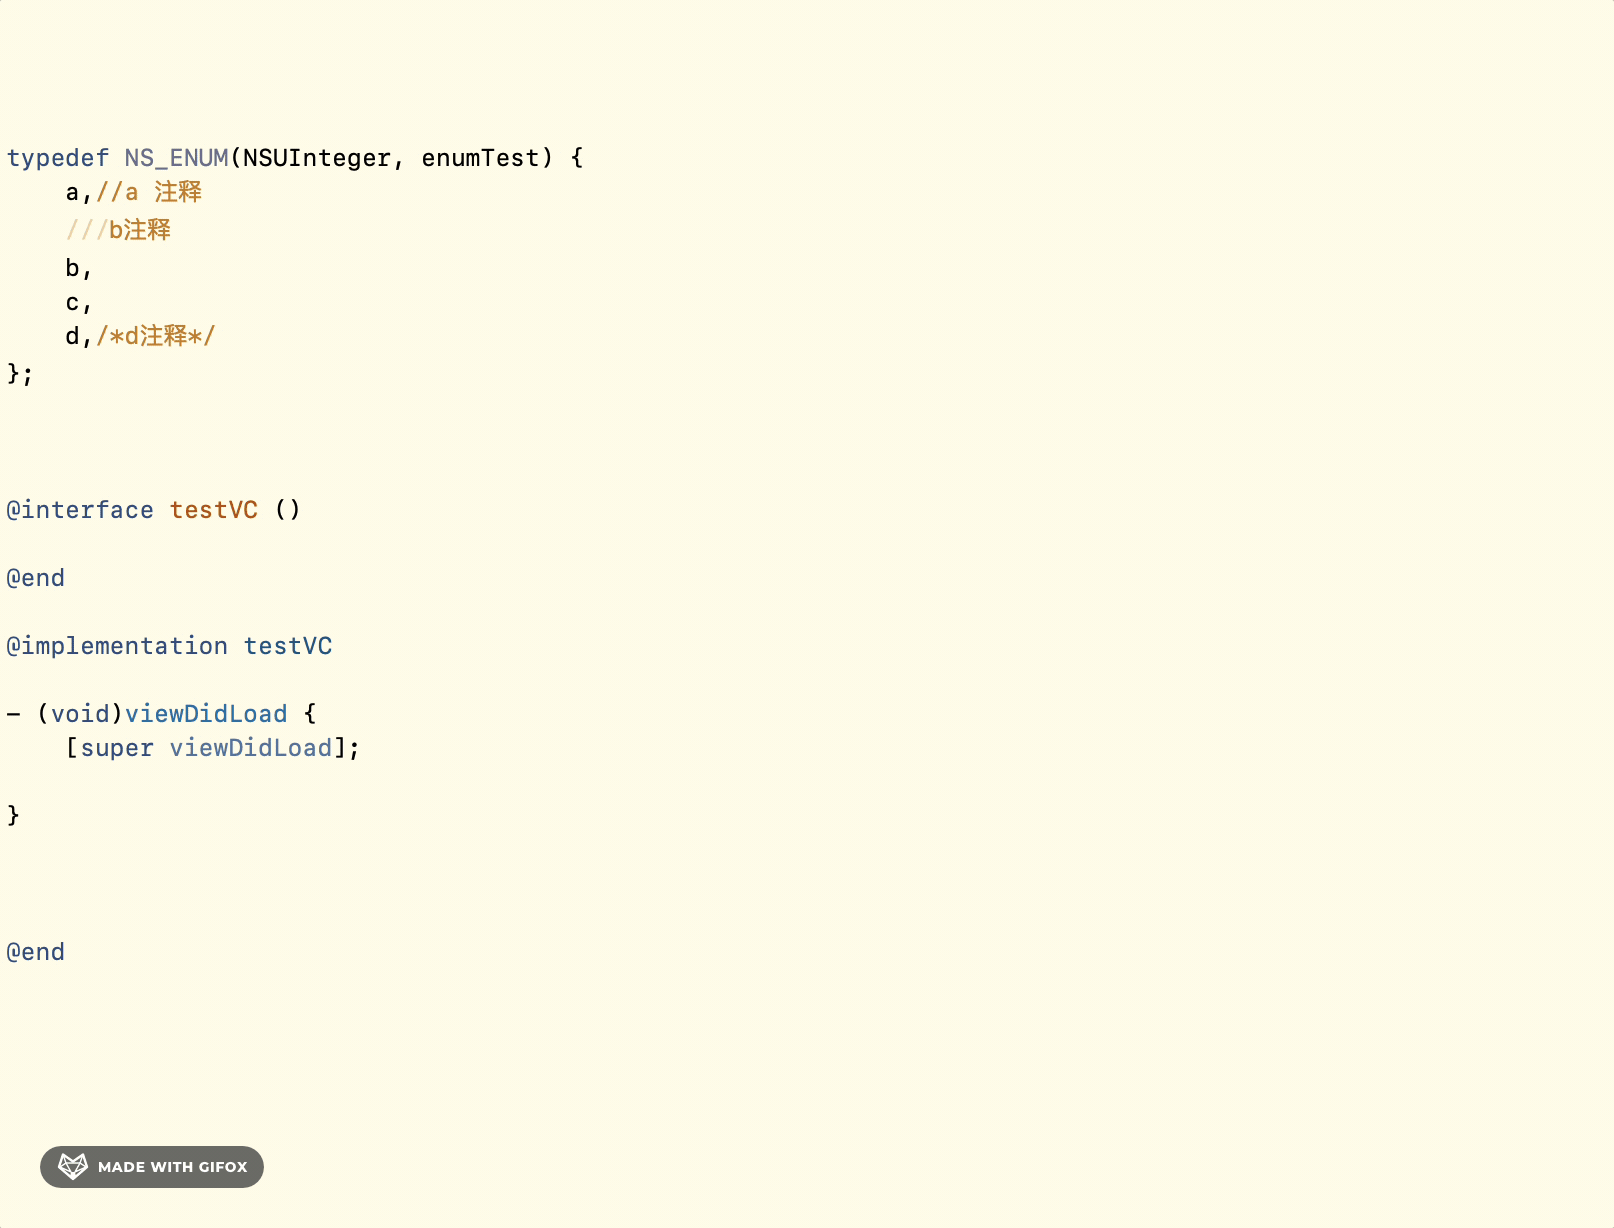 typedef NS_ENUM(NSUInteger, enumTest) {
    a,//a 注释
    ///b注释
    b,
    c,
    d,/*d注释*/
};
@interface testVC ()
@end
@implementation testVC
- (void)viewDidLoad {
    [super viewDidLoad];
}
@end
MADE WITH GIFOX